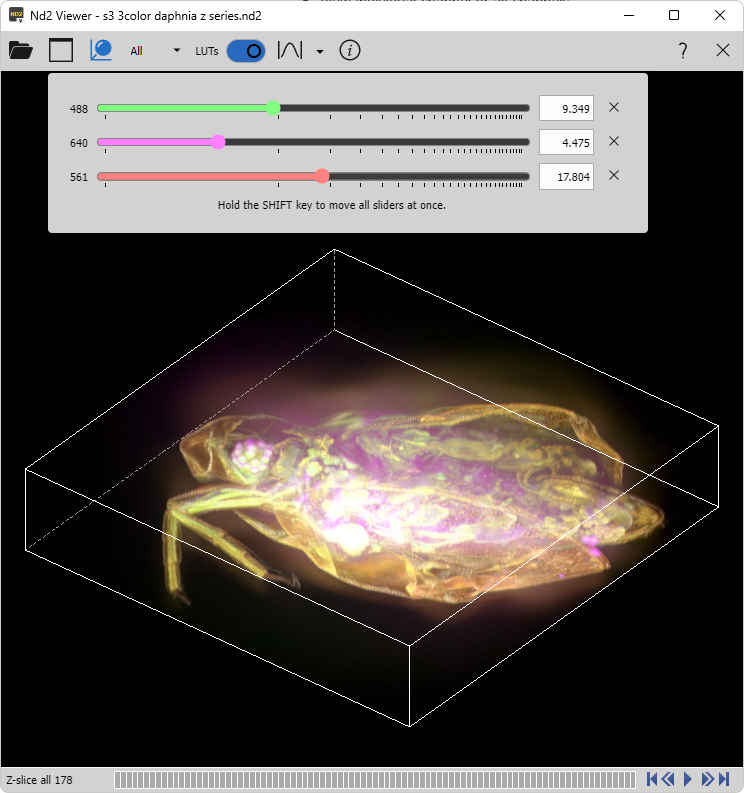 Nd2 Viewer - s3 3color daphnia z series.nd2
All
LUTs
?
488
9.349
640
4.475
561
17.804
Hold the SHIFT key to move all sliders at once.
Z-slice all 178